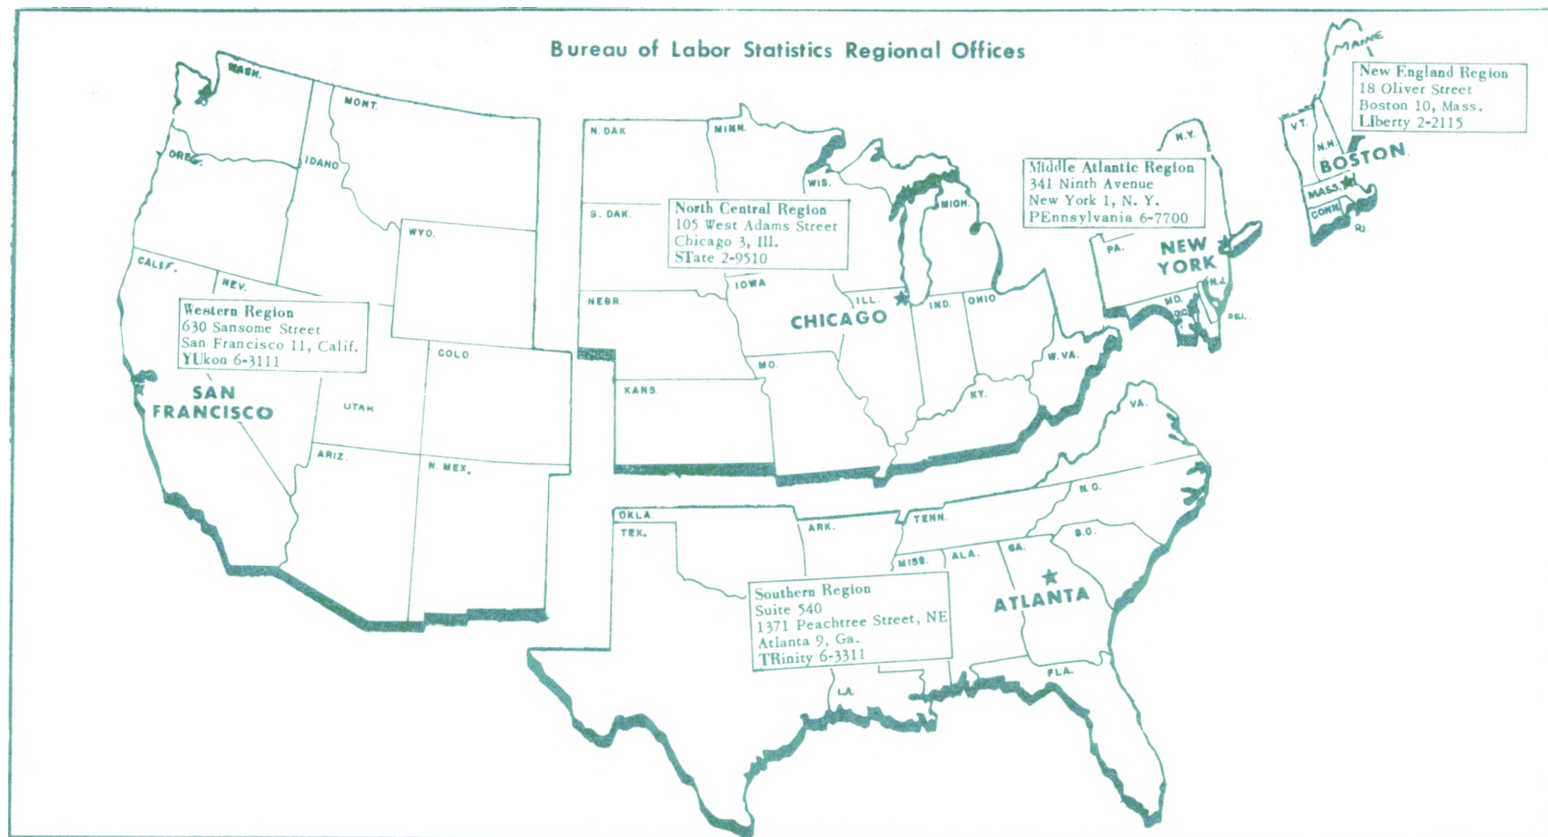 Bureau of Labor Statistics Regional Offices
WASH.
MONT.
OREG.
IDAHO
WYO.
CALIF.
NEV.
Western Region
630 Sansome Street
San Francisco 11, Calif.
YUkon 6-3111
SAN
FRANCISCO
UTAH
COLO.
ARIZ.
N. MEX.
N. DAK
MINN.
S. DAK.
WIS.
MICH.
North Central Region
105 West Adams Street
Chicago 3, Ill.
STate 2-9510
NEBR.
IOWA
ILL.
IND.
OHIO
CHICAGO
KANS.
MO.
KY.
W. VA.
N.Y.
Middle Atlantic Region
341 Ninth Avenue
New York 1, N. Y.
PEnnsylvania 6-7700
PA.
NEW
YORK
N.J.
MD.
D.C.
DEL.
MAINE
New England Region
18 Oliver Street
Boston 10, Mass.
LIberty 2-2115
VT.
N.H.
BOSTON
MASS.
CONN.
RI.
VA.
OKLA.
TEX.
ARK.
TENN.
N.C.
S.C.
MISS.
ALA.
GA.
Southern Region
Suite 540
1371 Peachtree Street, NE
Atlanta 9, Ga.
TRinity 6-3311
ATLANTA
LA.
FLA.